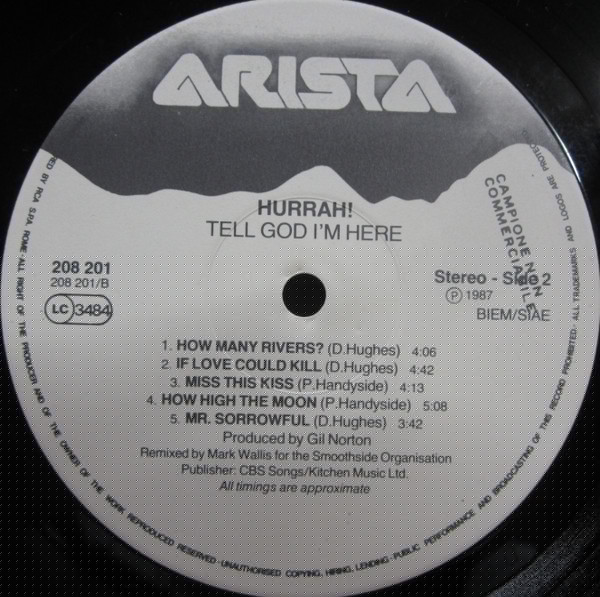 ARISTA
HURRAH!
TELL GOD I'M HERE
208 201
208 201/B
LC 3484
Stereo - Side 2
Ⓟ 1987
BIEM/SIAE
CAMPIONE NON
COMMERCIABILE
1. HOW MANY RIVERS? (D.Hughes) 4:06
2. IF LOVE COULD KILL (D.Hughes) 4:42
3. MISS THIS KISS (P.Handyside) 4:13
4. HOW HIGH THE MOON (P.Handyside) 5:08
5. MR. SORROWFUL (D.Hughes) 3:42
Produced by Gil Norton
Remixed by Mark Wallis for the Smoothside Organisation
Publisher: CBS Songs/Kitchen Music Ltd.
All timings are approximate
BY RCA S.P.A. ROME · ALL RIGHT OF THE PRODUCER AND OF THE OWNER OF THE WORK REPRODUCED RESERVED · UNAUTHORISED COPYING, HIRING, LENDING · PUBLIC PERFORMANCE AND BROADCASTING OF THIS RECORD PROHIBITED · ALL TRADEMARKS AND LOGOS ARE